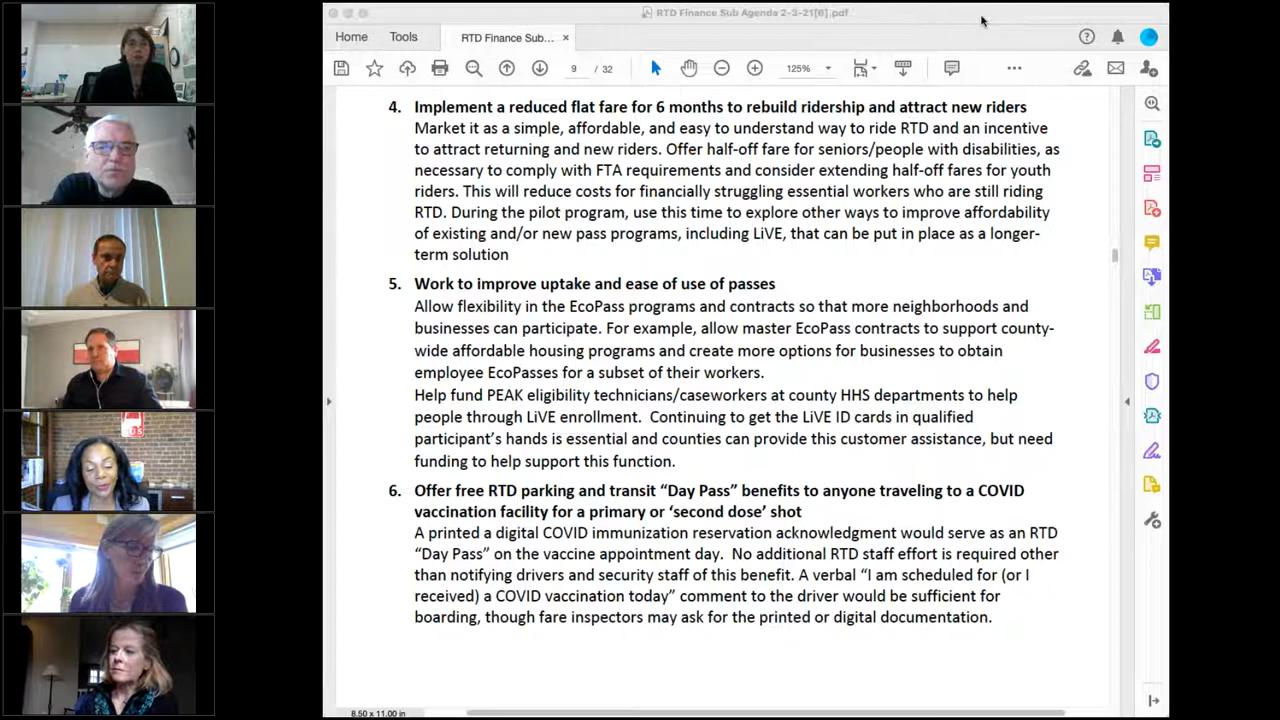 RTD Finance Sub Agenda 2-3-21[6].pdf
Home Tools RTD Finance Sub... ×
9 / 32 125%
4. Implement a reduced flat fare for 6 months to rebuild ridership and attract new riders
Market it as a simple, affordable, and easy to understand way to ride RTD and an incentive
to attract returning and new riders. Offer half-off fare for seniors/people with disabilities, as
necessary to comply with FTA requirements and consider extending half-off fares for youth
riders. This will reduce costs for financially struggling essential workers who are still riding
RTD. During the pilot program, use this time to explore other ways to improve affordability
of existing and/or new pass programs, including LiVE, that can be put in place as a longer-
term solution
5. Work to improve uptake and ease of use of passes
Allow flexibility in the EcoPass programs and contracts so that more neighborhoods and
businesses can participate. For example, allow master EcoPass contracts to support county-
wide affordable housing programs and create more options for businesses to obtain
employee EcoPasses for a subset of their workers.
Help fund PEAK eligibility technicians/caseworkers at county HHS departments to help
people through LiVE enrollment. Continuing to get the LiVE ID cards in qualified
participant's hands is essential and counties can provide this customer assistance, but need
funding to help support this function.
6. Offer free RTD parking and transit “Day Pass” benefits to anyone traveling to a COVID
vaccination facility for a primary or ‘second dose’ shot
A printed a digital COVID immunization reservation acknowledgment would serve as an RTD
“Day Pass” on the vaccine appointment day. No additional RTD staff effort is required other
than notifying drivers and security staff of this benefit. A verbal “I am scheduled for (or I
received) a COVID vaccination today” comment to the driver would be sufficient for
boarding, though fare inspectors may ask for the printed or digital documentation.
8.50 x 11.00 in